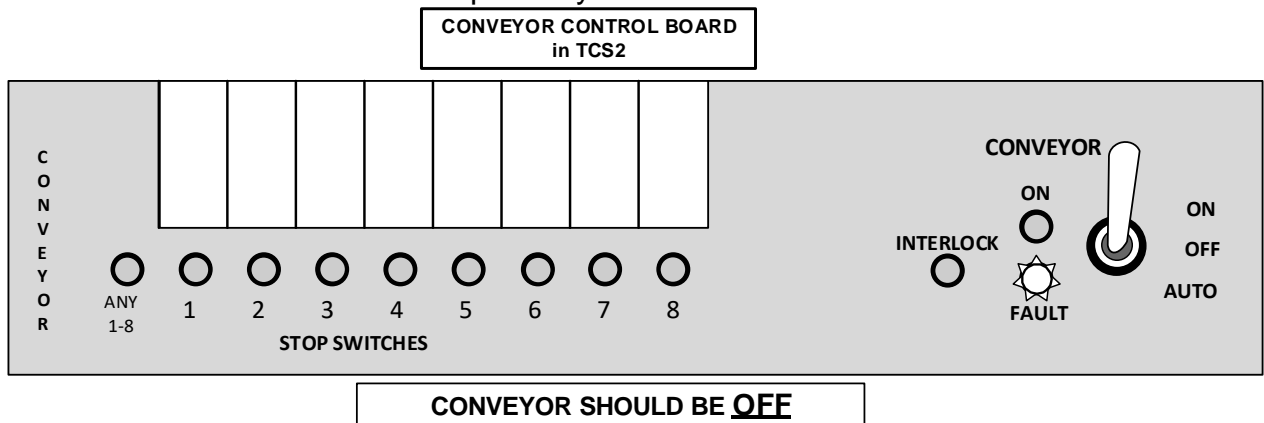 CONVEYOR CONTROL BOARD
in TCS2
CONVEYOR
CONVEYOR
ON
ON
INTERLOCK
OFF
AUTO
FAULT
ANY
1-8
1 2 3 4 5 6 7 8
STOP SWITCHES
CONVEYOR SHOULD BE OFF